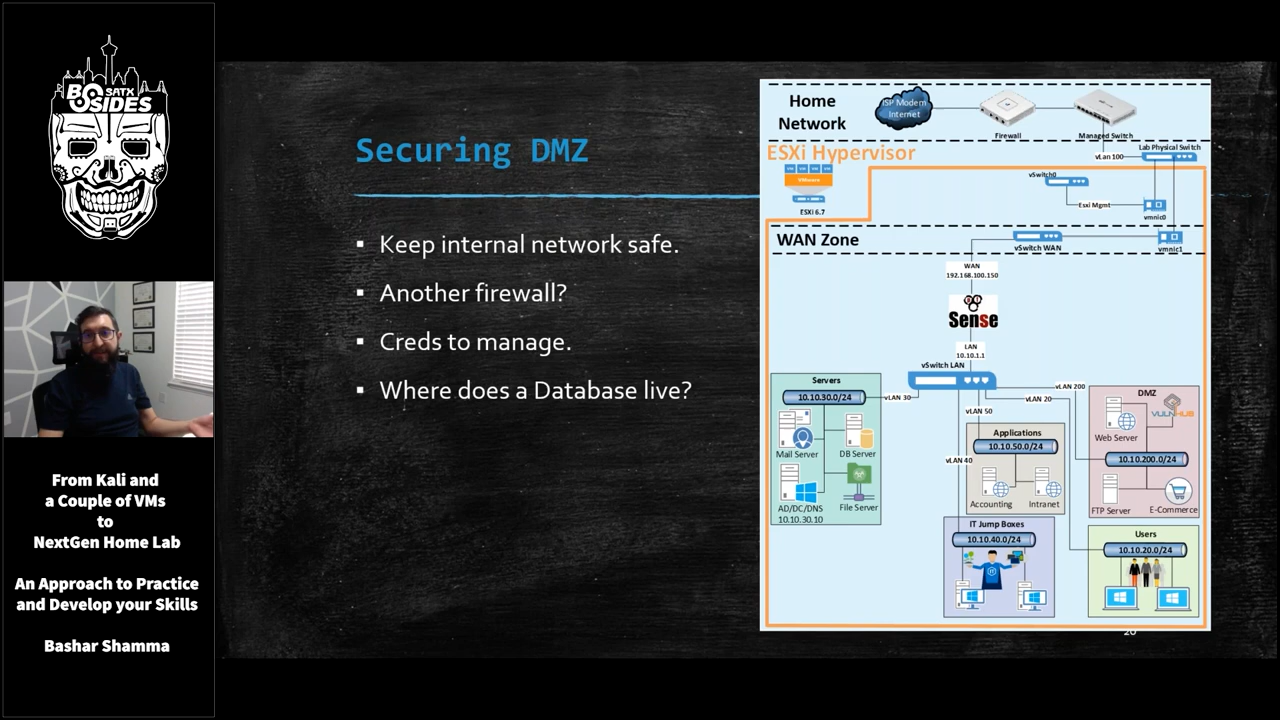 BSIDES
SATX
From Kali and
a Couple of VMs
to
NextGen Home Lab
An Approach to Practice
and Develop your Skills
Bashar Shamma
Securing DMZ
▪ Keep internal network safe.
▪ Another firewall?
▪ Creds to manage.
▪ Where does a Database live?
Home
Network
ISP Modem
Internet
Firewall
Managed Switch
ESXi Hypervisor
vLan 100
Lab Physical Switch
VMware
ESXi 6.7
vSwitch0
Esxi Mgmt
vmnic0
WAN Zone
vSwitch WAN
vmnic1
WAN
192.168.100.150
Sense
LAN
10.10.1.1
vSwitch LAN
Servers
10.10.30.0/24
vLAN 30
Mail Server
DB Server
AD/DC/DNS
10.10.30.10
File Server
vLAN 50
vLAN 20
vLAN 200
vLAN 40
Applications
10.10.50.0/24
Accounting
Intranet
DMZ
VULNHUB
Web Server
10.10.200.0/24
FTP Server
E-Commerce
IT Jump Boxes
10.10.40.0/24
IT
Users
10.10.20.0/24
20